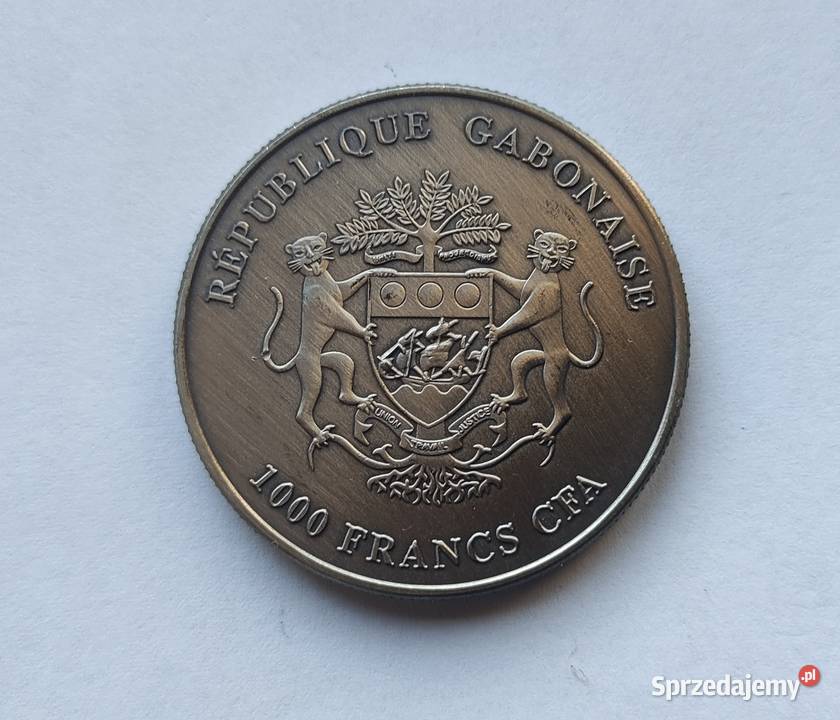 RÉPUBLIQUE GABONAISE
UNION TRAVAIL JUSTICE
1000 FRANCS CFA
Sprzedajemy.pl